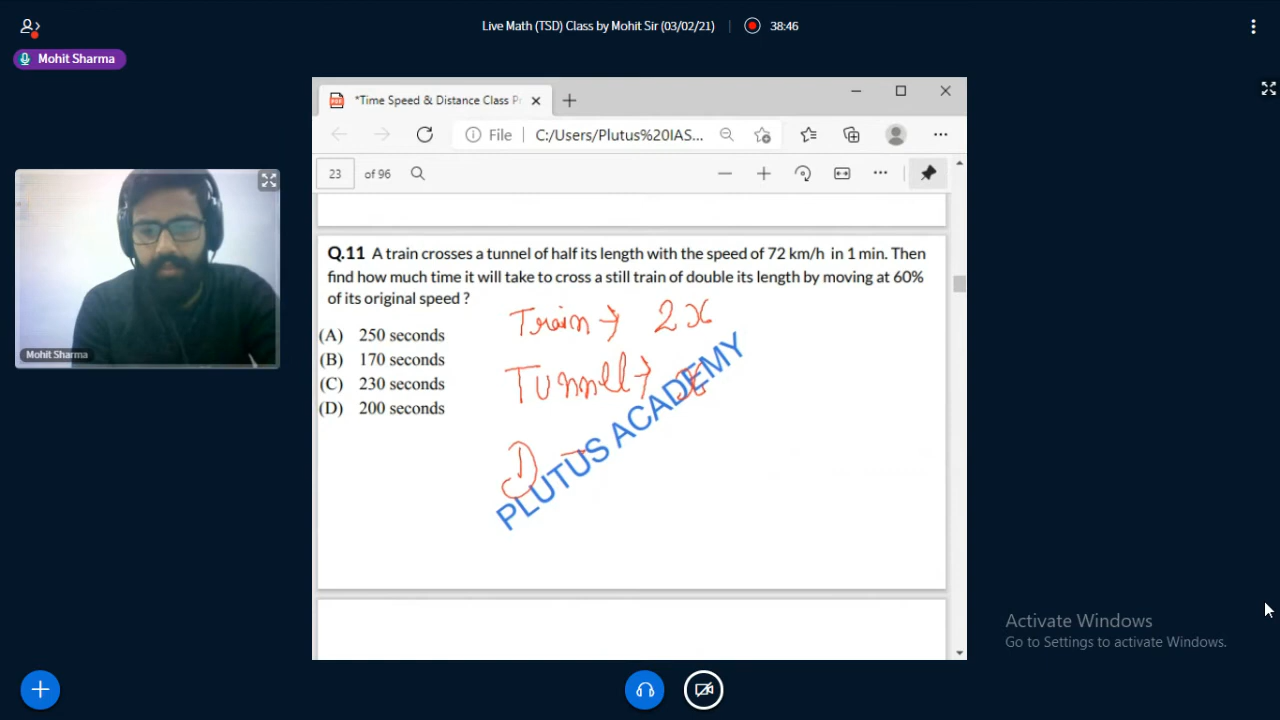 Live Math (TSD) Class by Mohit Sir (03/02/21)
38:46
Mohit Sharma
*Time Speed & Distance Class Pr
File
C:/Users/Plutus%20IAS...
23
of 96
Q.11 A train crosses a tunnel of half its length with the speed of 72 km/h in 1 min. Then
find how much time it will take to cross a still train of double its length by moving at 60%
of its original speed ?
(A) 250 seconds
(B) 170 seconds
(C) 230 seconds
(D) 200 seconds
Train → 2x
Tunnel → x
D -
PLUTUS ACADEMY
Mohit Sharma
Activate Windows
Go to Settings to activate Windows.